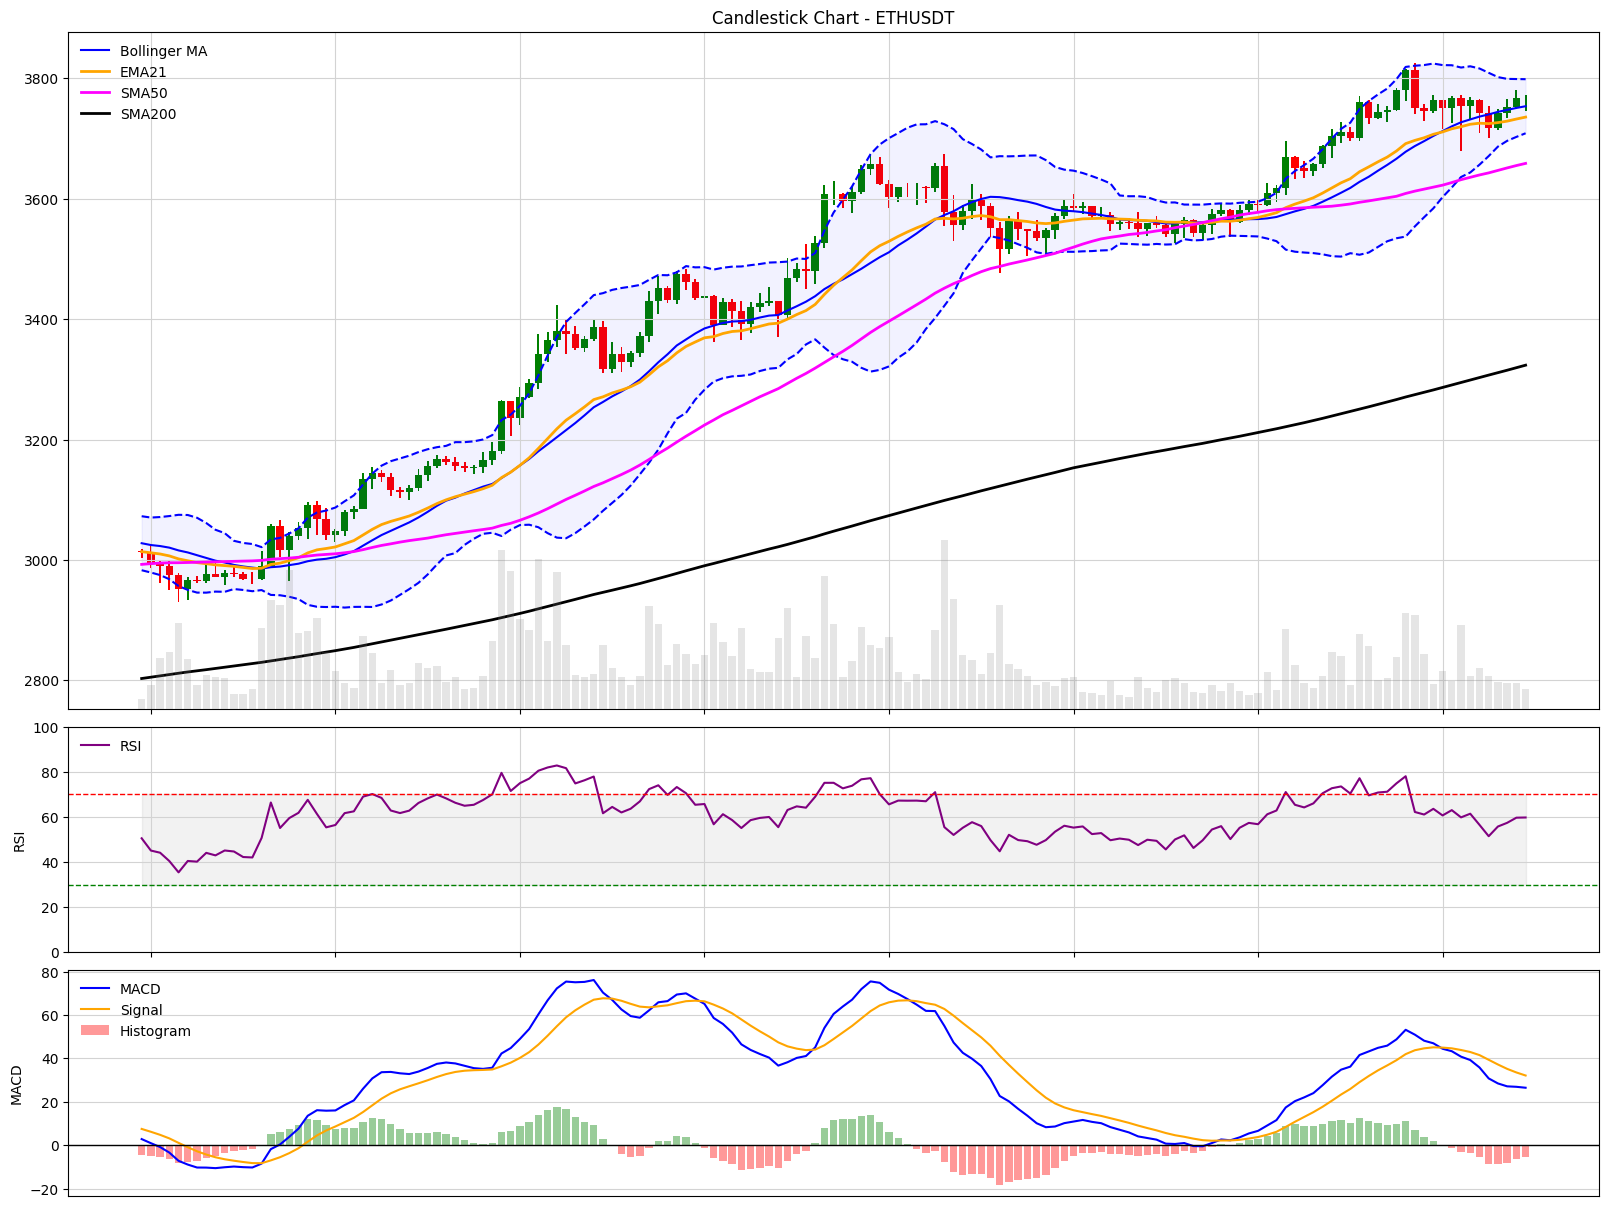 Candlestick Chart - ETHUSDT
Bollinger MA
EMA21
SMA50
SMA200
3800
3600
3400
3200
3000
2800
RSI
100
80
60
40
20
0
RSI
MACD
Signal
Histogram
80
60
40
20
0
−20
MACD